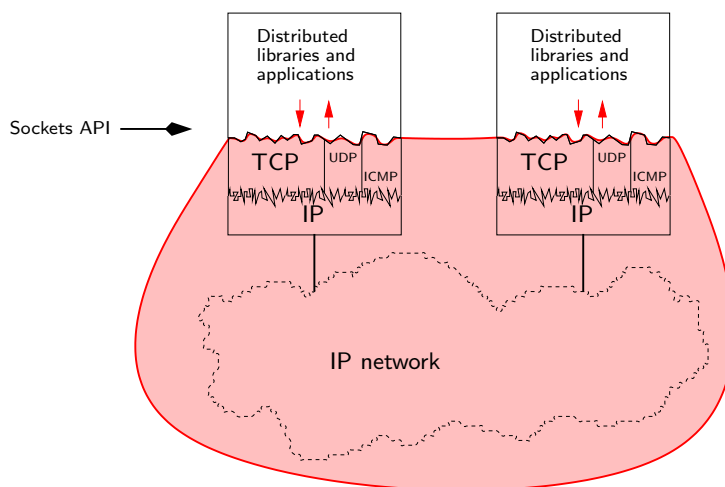 Distributed
libraries and
applications
Distributed
libraries and
applications
Sockets API
TCP
UDP
ICMP
IP
TCP
UDP
ICMP
IP
IP network